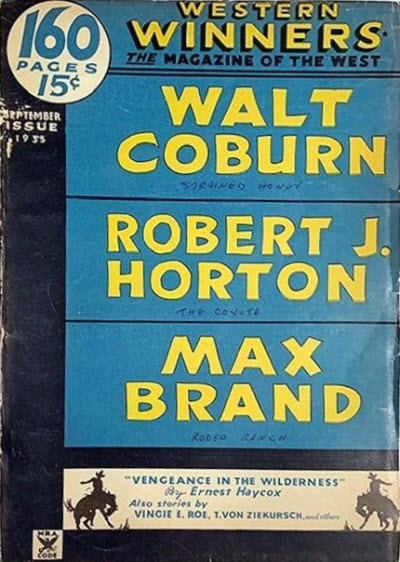 160
PAGES
15¢
SEPTEMBER
ISSUE
1935
WESTERN
WINNERS
THE MAGAZINE OF THE WEST
WALT
COBURN
STRAINED HONEY
ROBERT J.
HORTON
THE COYOTE
MAX
BRAND
RODEO RANCH
"VENGEANCE IN THE WILDERNESS"
By Ernest Haycox
Also stories by
VINGIE E. ROE, T. VON ZIEKURSCH, and others
NRA
CODE